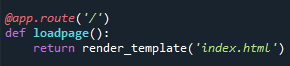 @app.route('/')
def loadpage():
    return render_template('index.html')